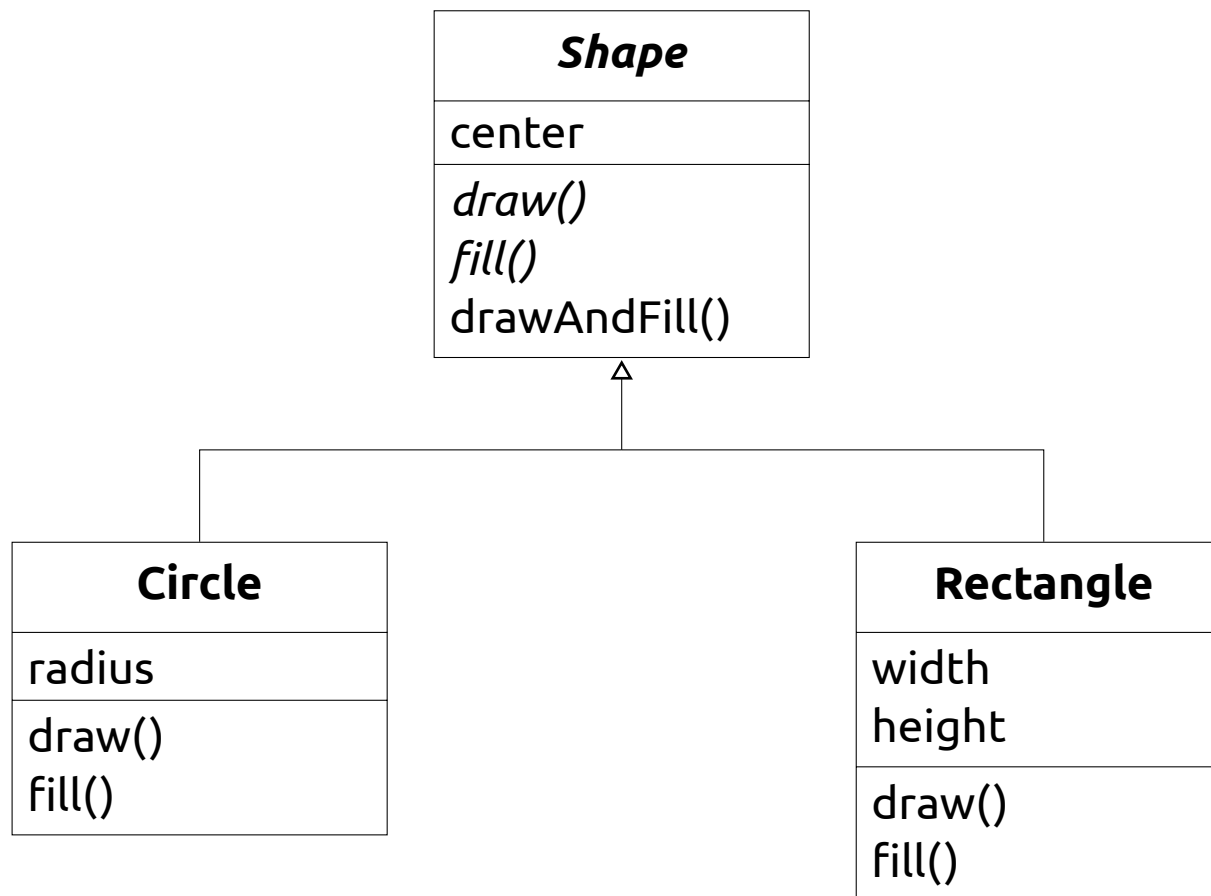 Shape
center
draw()
fill()
drawAndFill()
Circle
radius
draw()
fill()
Rectangle
width
height
draw()
fill()